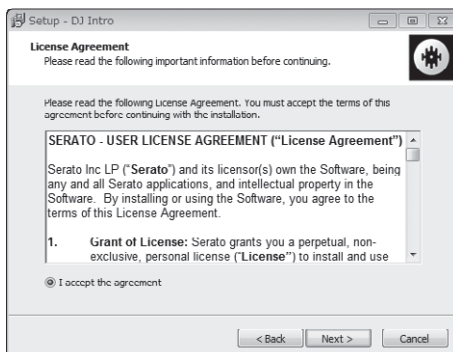 Setup - DJ Intro
License Agreement
Please read the following important information before continuing.
Please read the following License Agreement. You must accept the terms of this
agreement before continuing with the installation.
SERATO - USER LICENSE AGREEMENT ("License Agreement")
Serato Inc LP ("Serato") and its licensor(s) own the Software, being
any and all Serato applications, and intellectual property in the
Software. By installing or using the Software, you agree to the
terms of this License Agreement.
1. Grant of License: Serato grants you a perpetual, non-
exclusive, personal license ("License") to install and use
I accept the agreement
< Back Next > Cancel